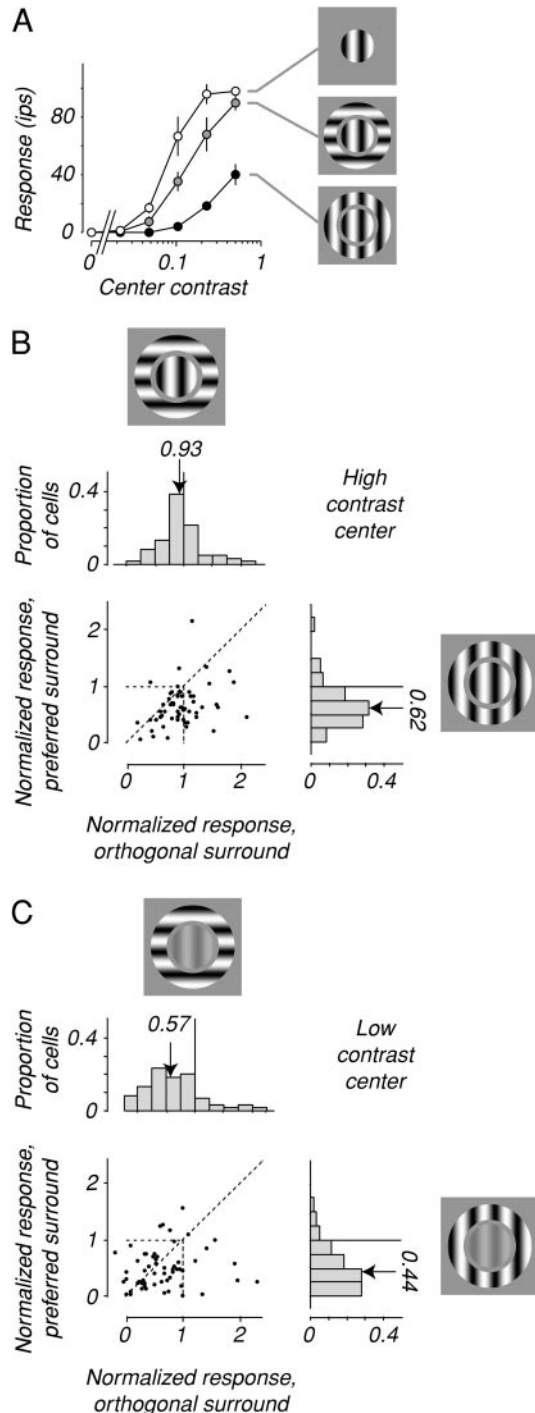 A
Response (ips)
80
40
0
0
0.1
1
Center contrast
B
0.93
Proportion
of cells
0.4
0
High
contrast
center
Normalized response,
preferred surround
2
1
0
0
1
2
0.62
0
0.4
Normalized response,
orthogonal surround
C
0.57
Proportion
of cells
0.4
0
Low
contrast
center
Normalized response,
preferred surround
2
1
0
0
1
2
0.44
0
0.4
Normalized response,
orthogonal surround